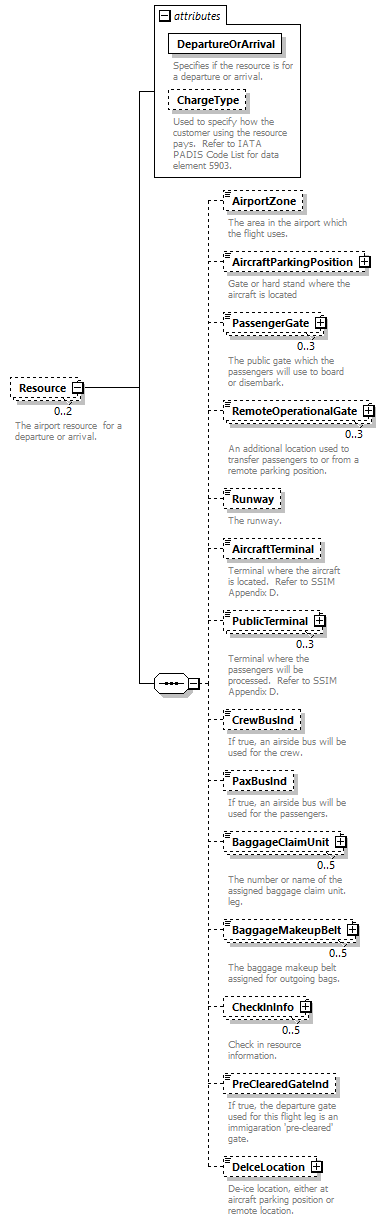 attributes
DepartureOrArrival
Specifies if the resource is for
a departure or arrival.
ChargeType
Used to specify how the
customer using the resource
pays.  Refer to IATA
PADIS Code List for data
element 5903.
AirportZone
The area in the airport which
the flight uses.
AircraftParkingPosition
Gate or hard stand where the
aircraft is located
PassengerGate
0..3
The public gate which the
passengers will use to board
or disembark.
Resource
0..2
The airport resource  for a
departure or arrival.
RemoteOperationalGate
0..3
An additional location used to
transfer passengers to or from a
remote parking position.
Runway
The runway.
AircraftTerminal
Terminal where the aircraft
is located.  Refer to SSIM
Appendix D.
PublicTerminal
0..3
Terminal where the
passengers will be
processed.  Refer to SSIM
Appendix D.
CrewBusInd
If true, an airside bus will be
used for the crew.
PaxBusInd
If true, an airside bus will be
used for the passengers.
BaggageClaimUnit
0..5
The number or name of the
assigned baggage claim unit.
leg.
BaggageMakeupBelt
0..5
The baggage makeup belt
assigned for outgoing bags.
CheckInInfo
0..5
Check in resource
information.
PreClearedGateInd
If true, the departure gate
used for this flight leg is an
immigaration 'pre-cleared'
gate.
DeIceLocation
De-ice location, either at
aircraft parking position or
remote location.